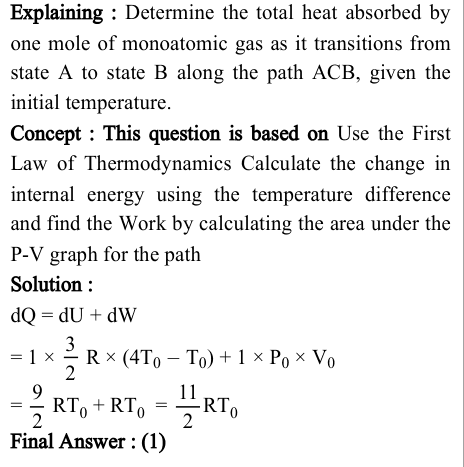 Explaining : Determine the total heat absorbed by
one mole of monoatomic gas as it transitions from
state A to state B along the path ACB, given the
initial temperature.
Concept : This question is based on Use the First
Law of Thermodynamics Calculate the change in
internal energy using the temperature difference
and find the Work by calculating the area under the
P-V graph for the path
Solution :
dQ = dU + dW
= 1 × 3/2 R × (4T₀ – T₀) + 1 × P₀ × V₀
= 9/2 RT₀ + RT₀ = 11/2 RT₀
Final Answer : (1)